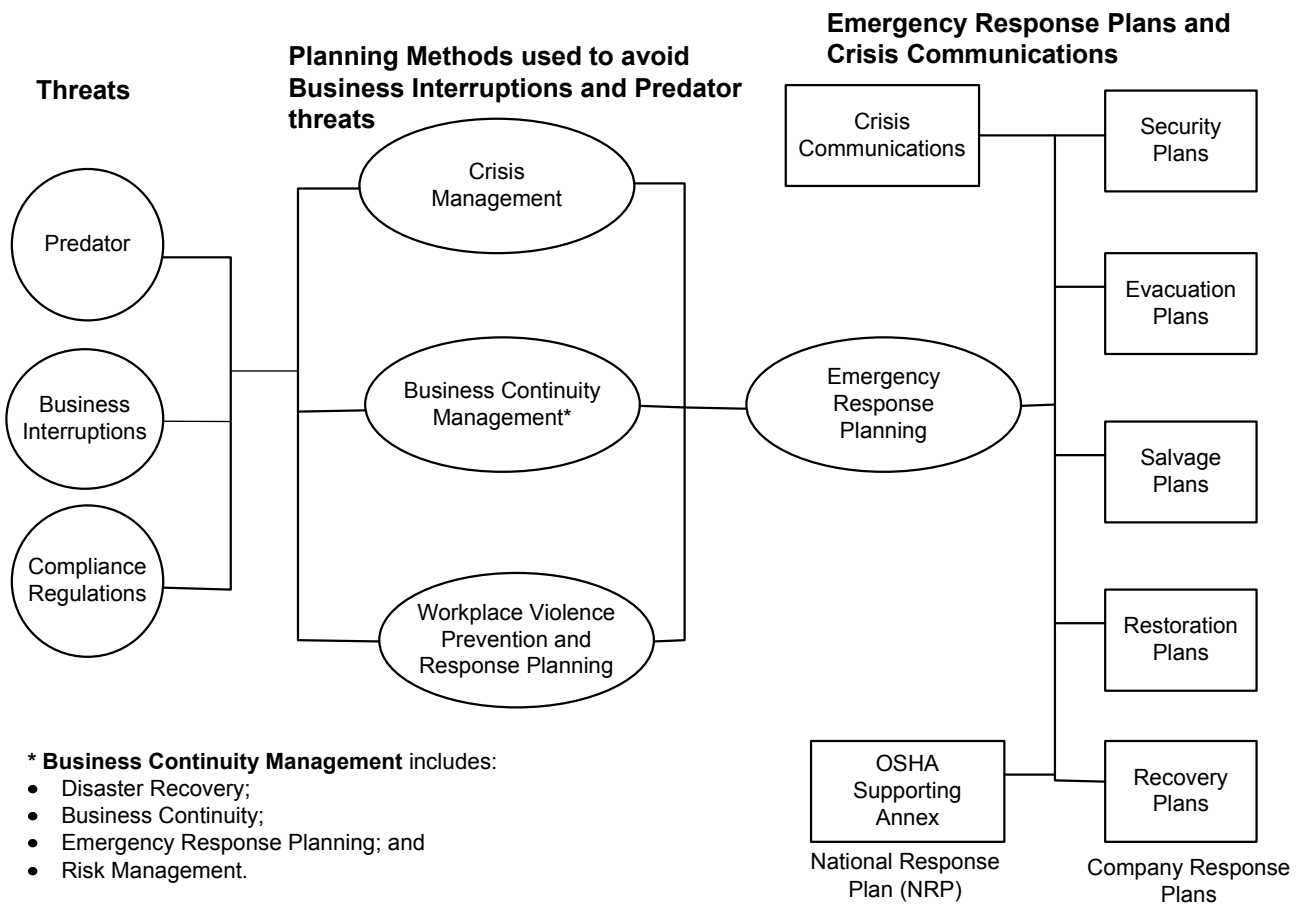 Threats
Planning Methods used to avoid
Business Interruptions and Predator
threats
Emergency Response Plans and
Crisis Communications
Predator
Business
Interruptions
Compliance
Regulations
Crisis
Management
Business Continuity
Management*
Workplace Violence
Prevention and
Response Planning
Emergency
Response
Planning
Crisis
Communications
OSHA
Supporting
Annex
National Response
Plan (NRP)
Security
Plans
Evacuation
Plans
Salvage
Plans
Restoration
Plans
Recovery
Plans
Company Response
Plans
* Business Continuity Management includes:
• Disaster Recovery;
• Business Continuity;
• Emergency Response Planning; and
• Risk Management.